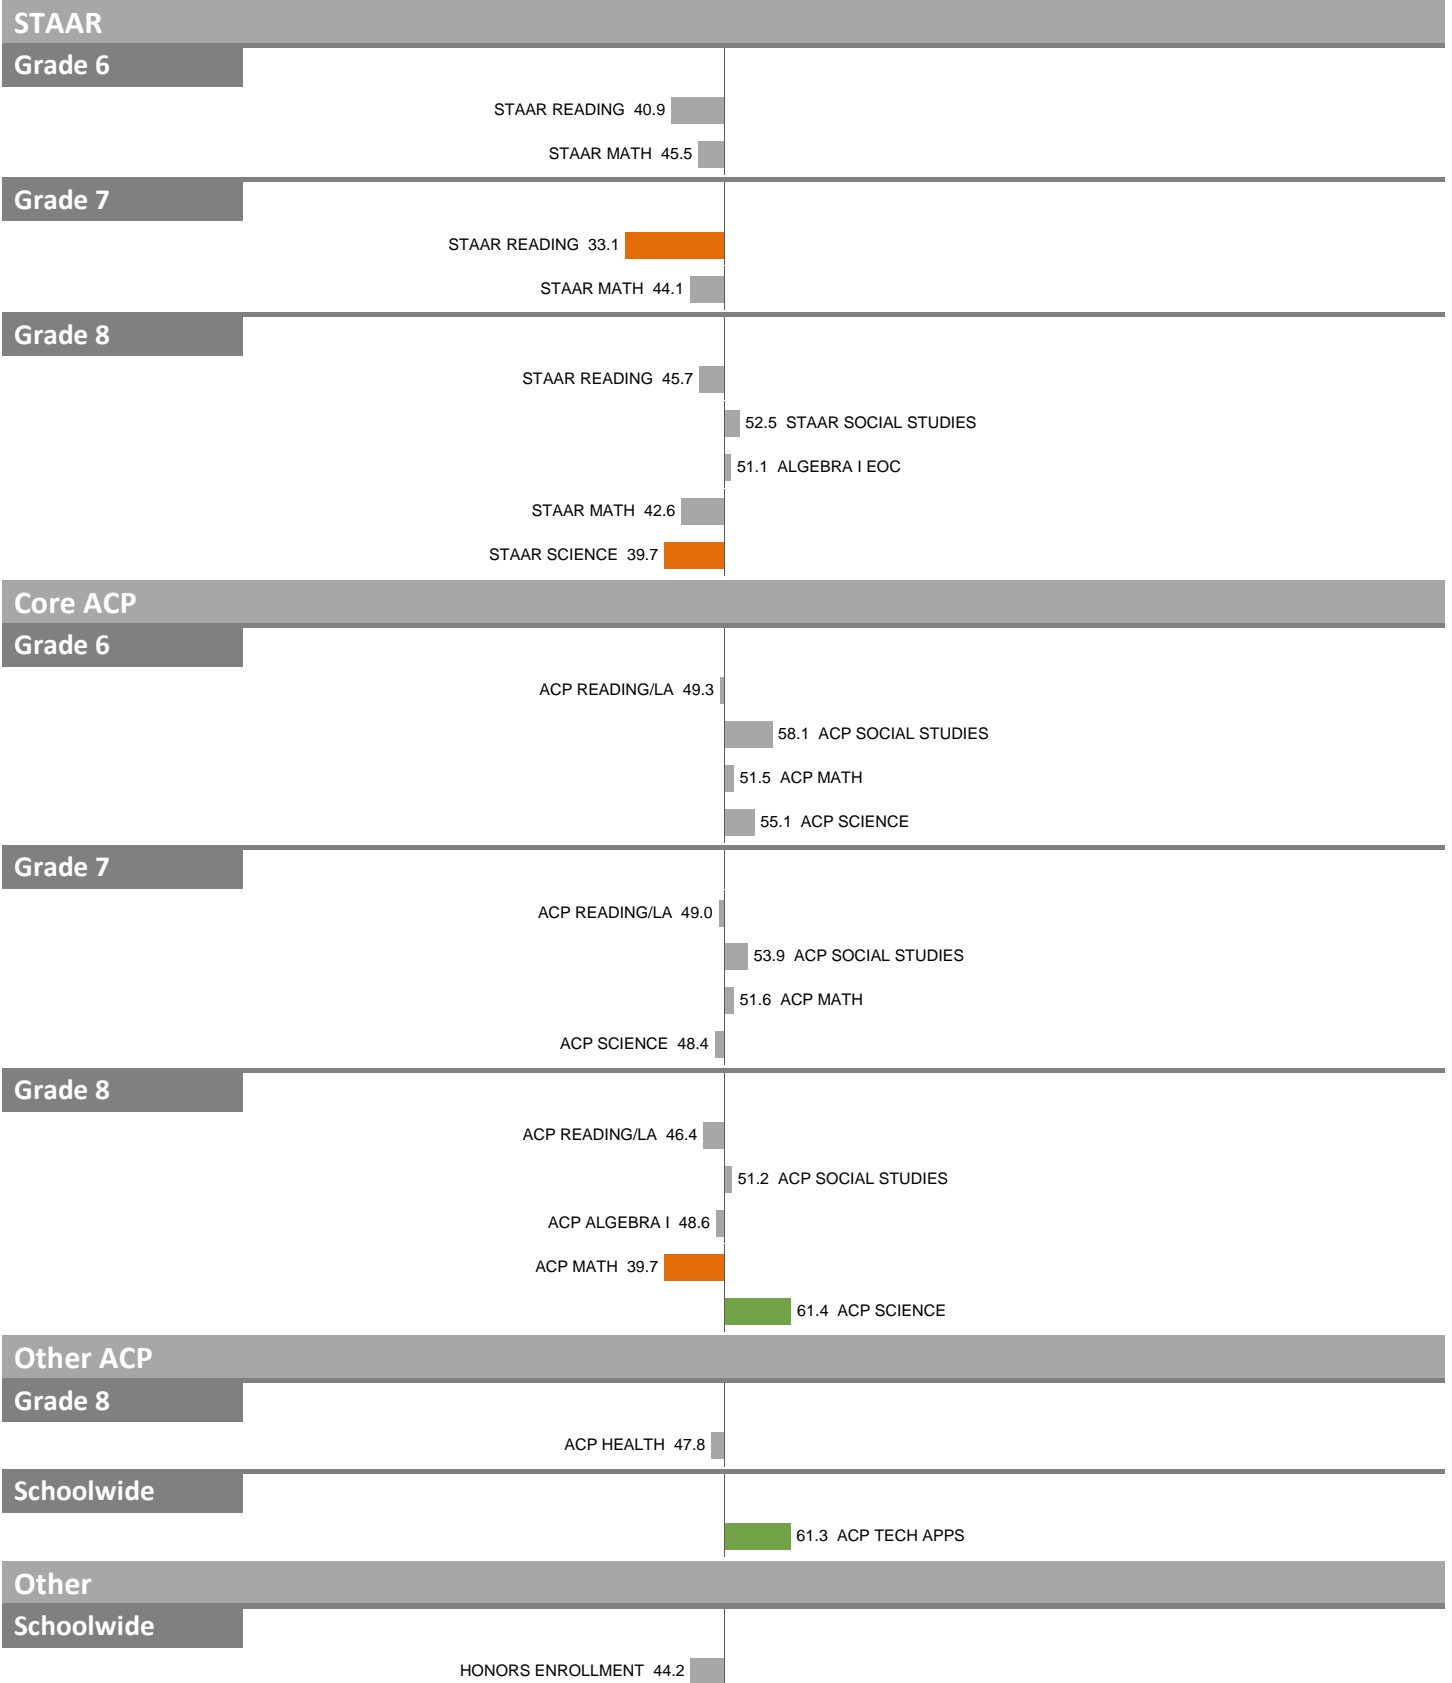 STAAR
Grade 6
STAAR READING 40.9
STAAR MATH 45.5
Grade 7
STAAR READING 33.1
STAAR MATH 44.1
Grade 8
STAAR READING 45.7
52.5 STAAR SOCIAL STUDIES
51.1 ALGEBRA I EOC
STAAR MATH 42.6
STAAR SCIENCE 39.7
Core ACP
Grade 6
ACP READING/LA 49.3
58.1 ACP SOCIAL STUDIES
51.5 ACP MATH
55.1 ACP SCIENCE
Grade 7
ACP READING/LA 49.0
53.9 ACP SOCIAL STUDIES
51.6 ACP MATH
ACP SCIENCE 48.4
Grade 8
ACP READING/LA 46.4
51.2 ACP SOCIAL STUDIES
ACP ALGEBRA I 48.6
ACP MATH 39.7
61.4 ACP SCIENCE
Other ACP
Grade 8
ACP HEALTH 47.8
Schoolwide
61.3 ACP TECH APPS
Other
Schoolwide
HONORS ENROLLMENT 44.2